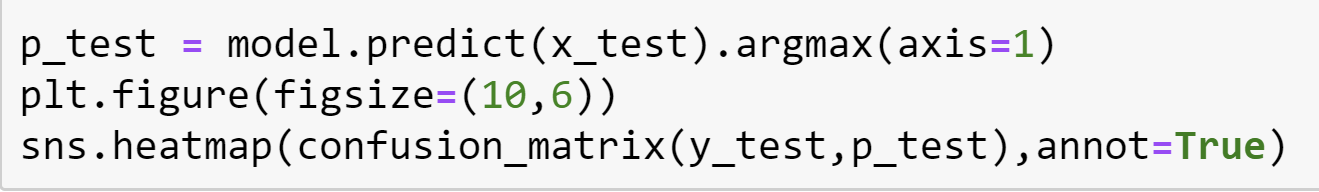 p_test = model.predict(x_test).argmax(axis=1)
plt.figure(figsize=(10,6))
sns.heatmap(confusion_matrix(y_test,p_test),annot=True)